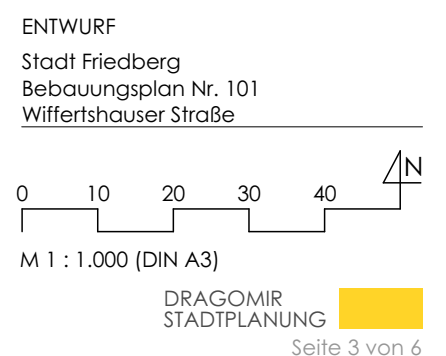 ENTWURF
Stadt Friedberg
Bebauungsplan Nr. 101
Wiffertshauser Straße
N
0 10 20 30 40
M 1 : 1.000 (DIN A3)
DRAGOMIR
STADTPLANUNG
Seite 3 von 6